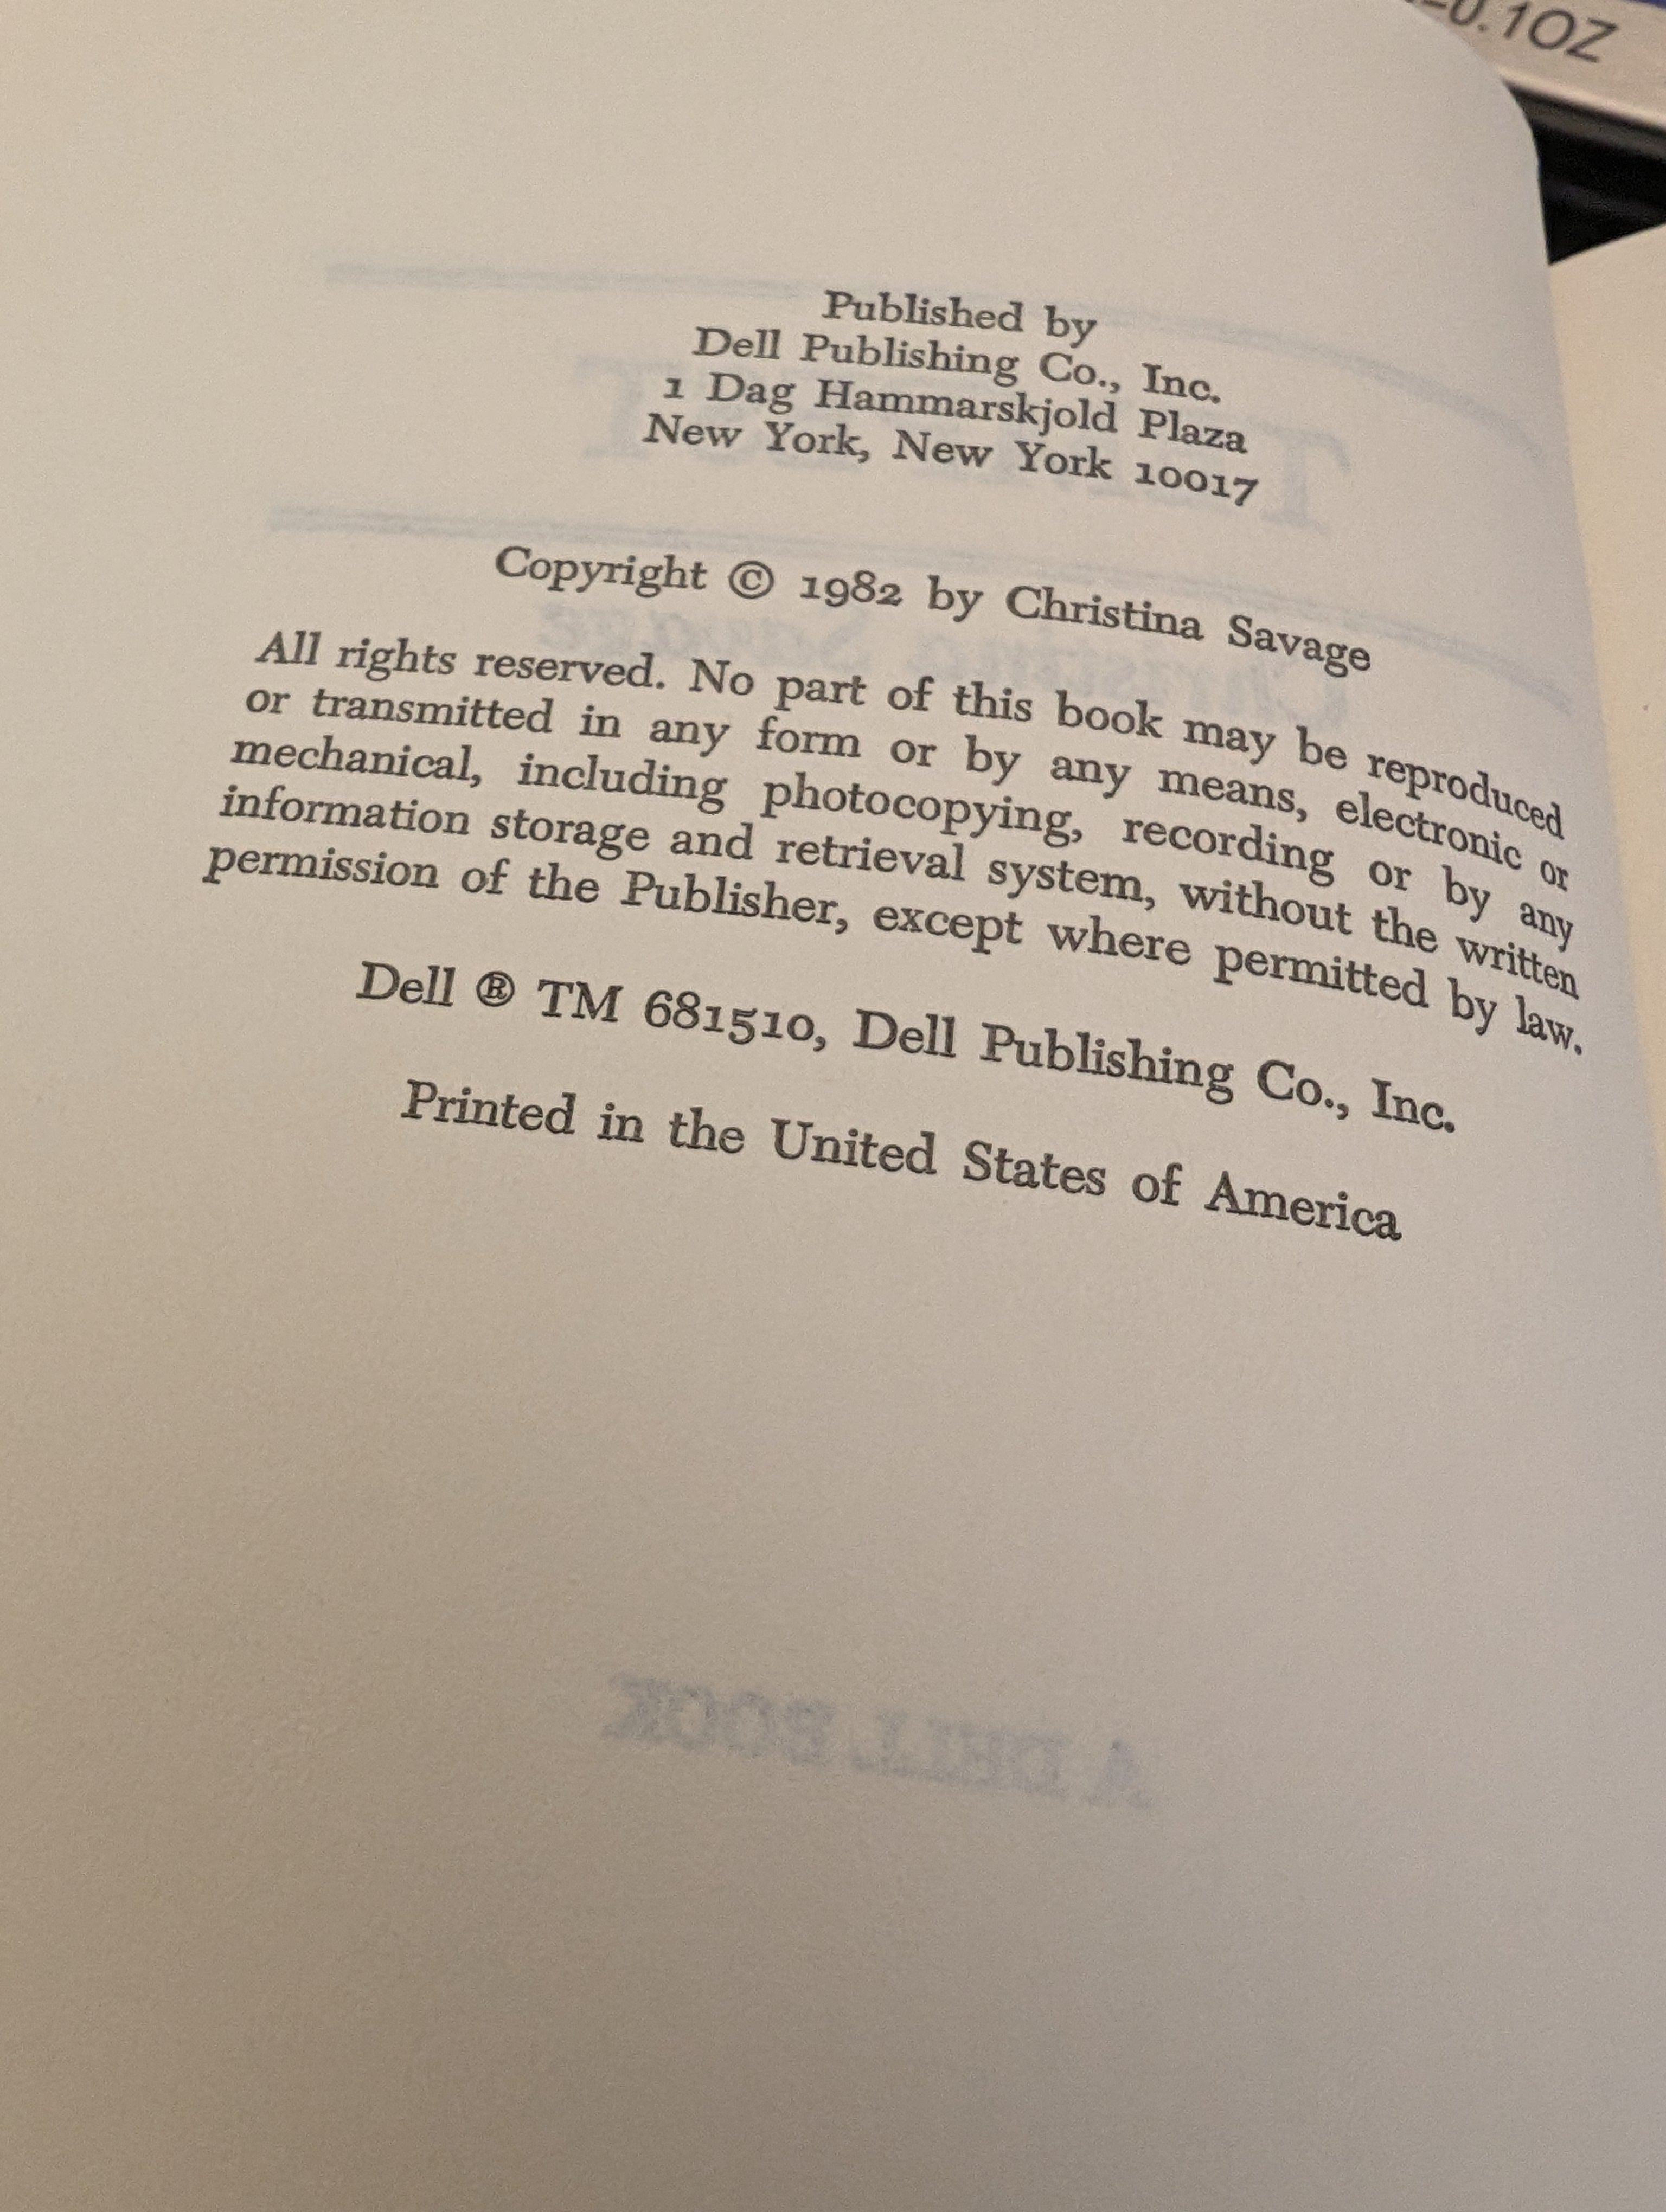 0.1OZ
Published by
Dell Publishing Co., Inc.
1 Dag Hammarskjold Plaza
New York, New York 10017
Copyright © 1982 by Christina Savage
All rights reserved. No part of this book may be reproduced
or transmitted in any form or by any means, electronic or
mechanical, including photocopying, recording or by any
information storage and retrieval system, without the written
permission of the Publisher, except where permitted by law.
Dell ® TM 681510, Dell Publishing Co., Inc.
Printed in the United States of America
A DELL BOOK